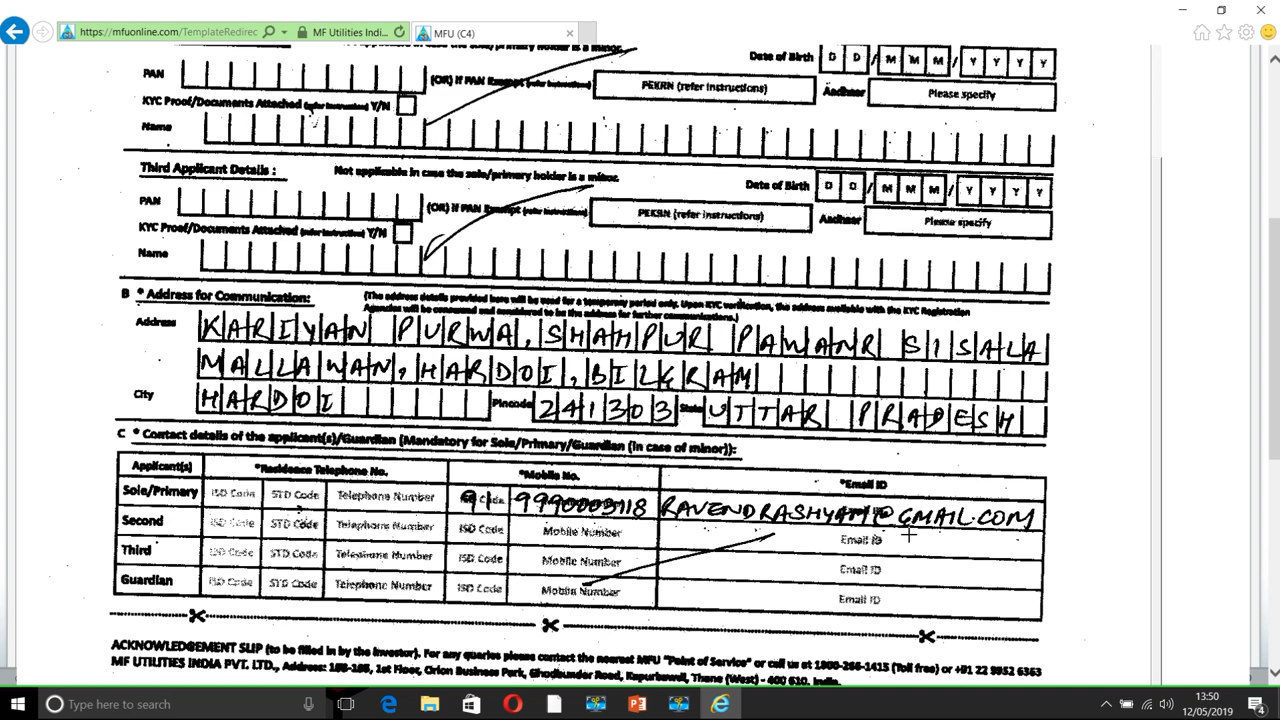 https://mfuonline.com/TemplateRedirec
MF Utilities Indi...
MFU (C4)
Date of Birth D D / M M M / Y Y Y Y
PAN (OR) if PAN Exempt (refer instructions) PEKRN (refer instructions) Aadhaar Please specify
KYC Proof/Documents Attached (refer instruction) Y/N
Name
Third Applicant Details : Not applicable in case the sole/primary holder is a minor. Date of Birth D D / M M M / Y Y Y Y
PAN (OR) if PAN Exempt (refer instructions) PEKRN (refer instructions) Aadhaar Please specify
KYC Proof/Documents Attached (refer instruction) Y/N
Name
B * Address for Communication: (The address details provided here will be used for a temporary period only. Upon KYC verification, the address available with the KYC Registration
Agencies will be consumed and considered to be the address for further communications.)
Address KARIYAN PURWA, SHAHPUR PAWANR SISALA
MALLAWAN, HARDOI, BILGRAM
City HARDOI Pincode 241303 State UTTAR PRADESH
C * Contact details of the applicant(s)/Guardian (Mandatory for Sole/Primary/Guardian (in case of minor)):
Applicant(s) *Residence Telephone No. *Mobile No. *Email ID
Sole/Primary ISD Code STD Code Telephone Number 91 9990003118 RAVENDRASHYAM@GMAIL.COM
Second ISD Code STD Code Telephone Number ISD Code Mobile Number Email ID
Third ISD Code STD Code Telephone Number ISD Code Mobile Number Email ID
Guardian ISD Code STD Code Telephone Number ISD Code Mobile Number Email ID
ACKNOWLEDGEMENT SLIP (to be filled in by the investor). For any queries please contact the nearest MFU "Point of Service" or call us at 1800-266-1415 (Toll free) or +91 22 3952 6363
MF UTILITIES INDIA PVT. LTD., Address: 103-105, 1st Floor, Orion Business Park, Ghodbunder Road, Kapurbawdi, Thane (West) - 400 610, India.
Type here to search
13:50
12/05/2019
4